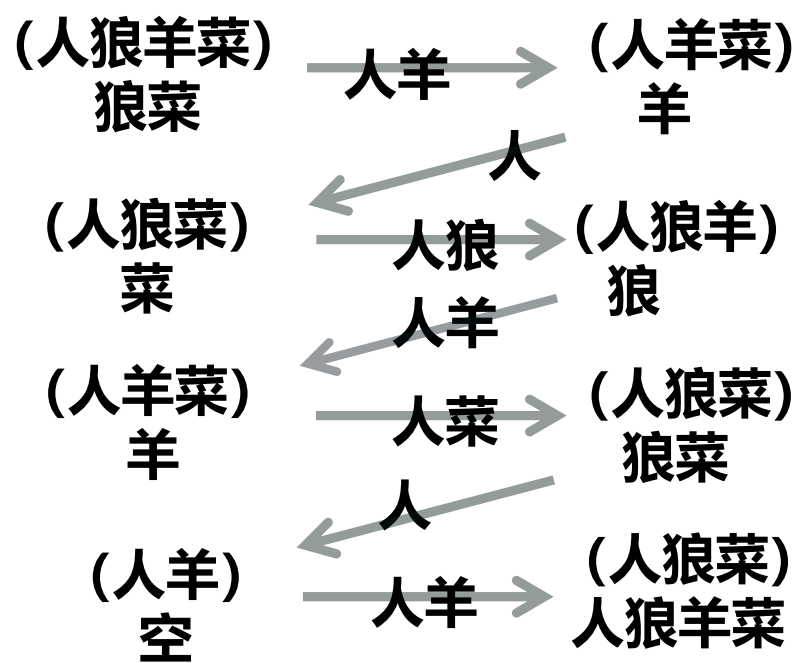 (人狼羊菜)
狼菜
人羊
(人羊菜)
羊
人
(人狼菜)
菜
人狼
(人狼羊)
狼
人羊
(人羊菜)
羊
人菜
(人狼菜)
狼菜
人
(人羊)
空
人羊
(人狼菜)
人狼羊菜